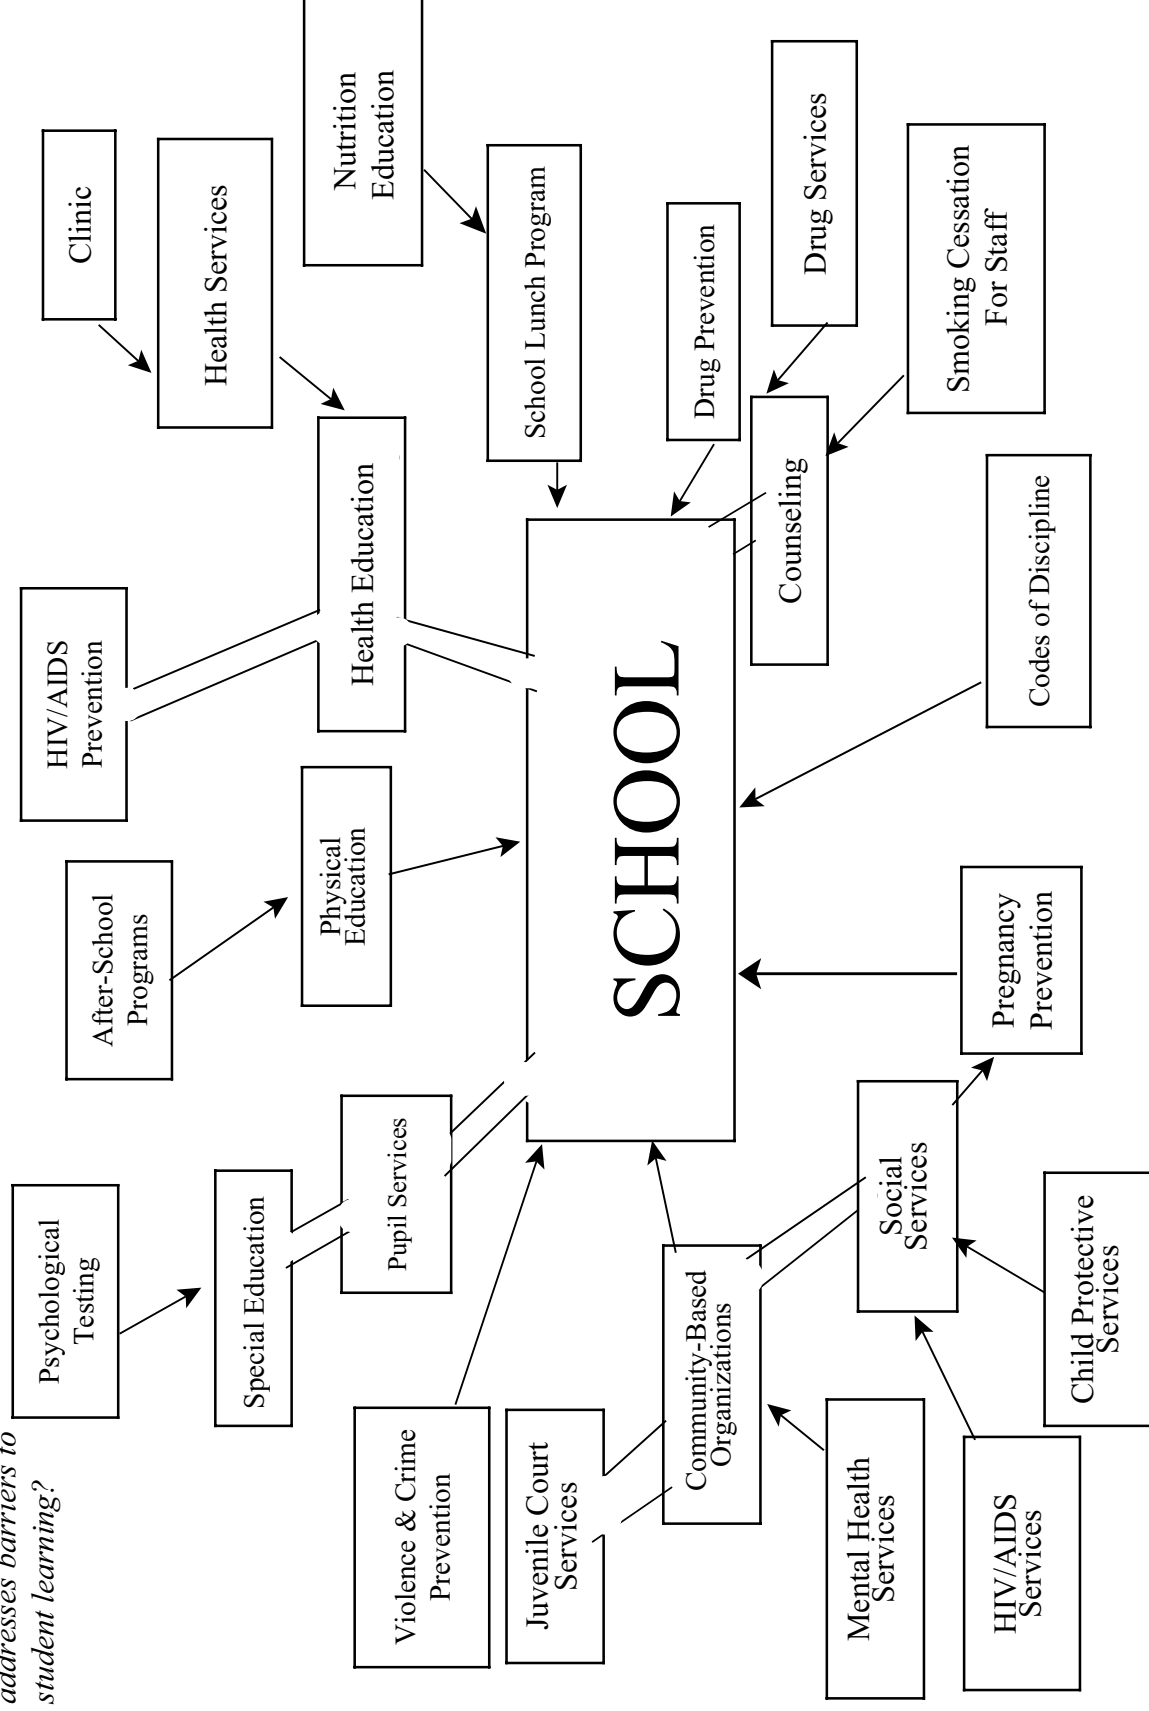 addresses barriers to
student learning?
Psychological
Testing
After-School
Programs
HIV/AIDS
Prevention
Clinic
Special Education
Health Services
Pupil Services
Physical
Education
Health Education
Nutrition
Education
Violence & Crime
Prevention
Juvenile Court
Services
School Lunch Program
SCHOOL
Community-Based
Organizations
Drug Prevention
Counseling
Drug Services
Mental Health
Services
Social
Services
Smoking Cessation
For Staff
HIV/AIDS
Services
Child Protective
Services
Pregnancy
Prevention
Codes of Discipline